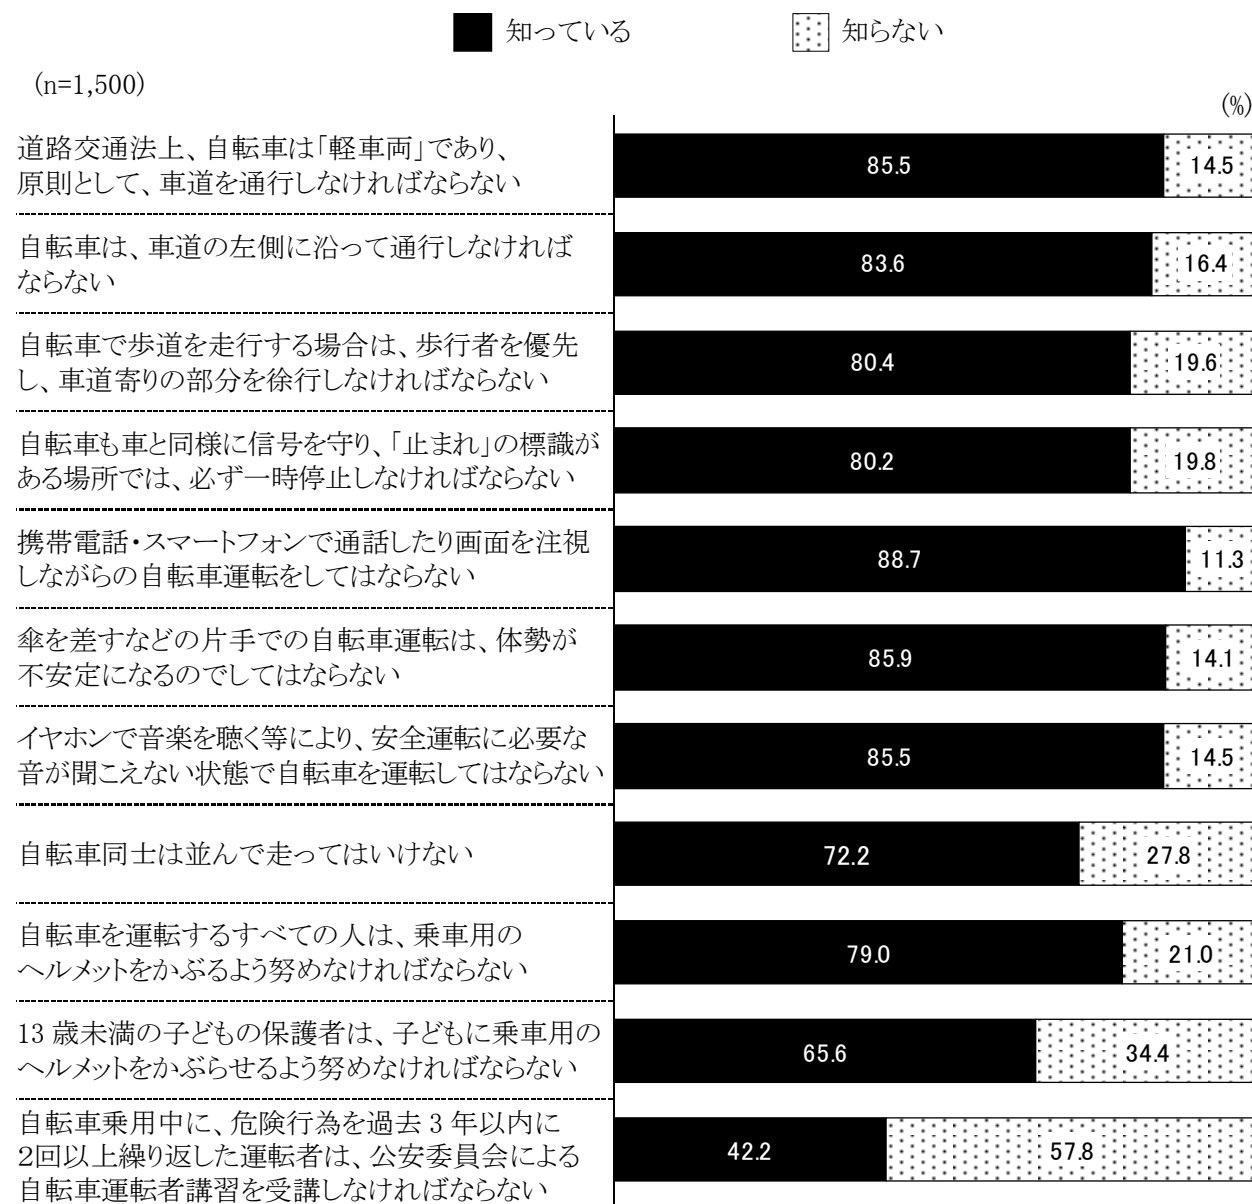 知っている 知らない
(n=1,500)
(%)
道路交通法上、自転車は「軽車両」であり、
原則として、車道を通行しなければならない
85.5 14.5
自転車は、車道の左側に沿って通行しなければ
ならない
83.6 16.4
自転車で歩道を走行する場合は、歩行者を優先
し、車道寄りの部分を徐行しなければならない
80.4 19.6
自転車も車と同様に信号を守り、「止まれ」の標識が
ある場所では、必ず一時停止しなければならない
80.2 19.8
携帯電話・スマートフォンで通話したり画面を注視
しながらの自転車運転をしてはならない
88.7 11.3
傘を差すなどの片手での自転車運転は、体勢が
不安定になるのでしてはならない
85.9 14.1
イヤホンで音楽を聴く等により、安全運転に必要な
音が聞こえない状態で自転車を運転してはならない
85.5 14.5
自転車同士は並んで走ってはいけない
72.2 27.8
自転車を運転するすべての人は、乗車用の
ヘルメットをかぶるよう努めなければならない
79.0 21.0
13 歳未満の子どもの保護者は、子どもに乗車用の
ヘルメットをかぶらせるよう努めなければならない
65.6 34.4
自転車乗用中に、危険行為を過去 3 年以内に
2回以上繰り返した運転者は、公安委員会による
自転車運転者講習を受講しなければならない
42.2 57.8